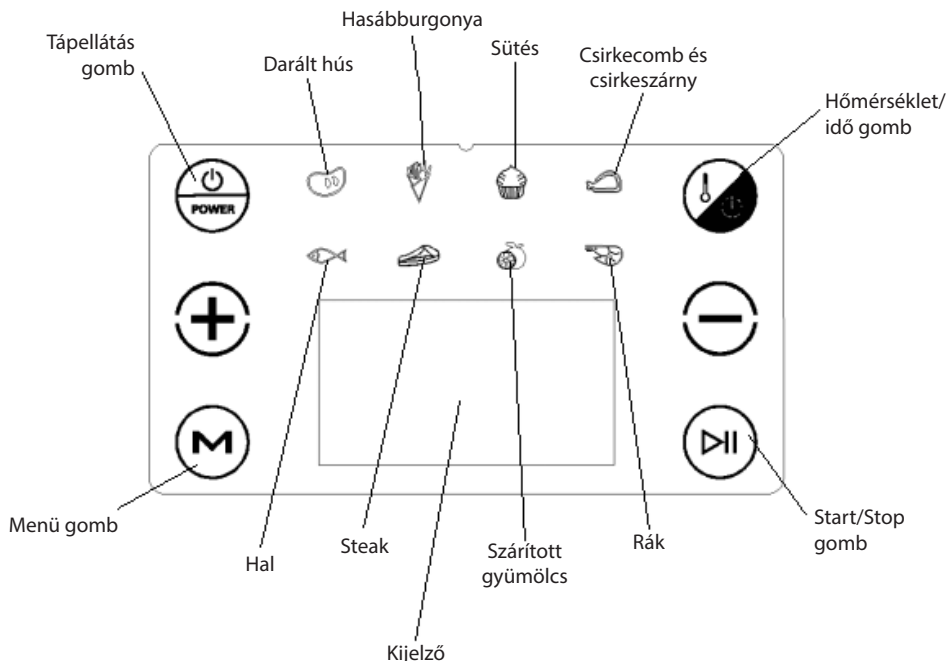 Hasábburgonya
Tápellátás
gomb
Darált hús
Sütés
Csirkecomb és
csirkeszárny
Hőmérséklet/
idő gomb
POWER
M
Menü gomb
Hal
Steak
Szárított
gyümölcs
Rák
Start/Stop
gomb
Kijelző